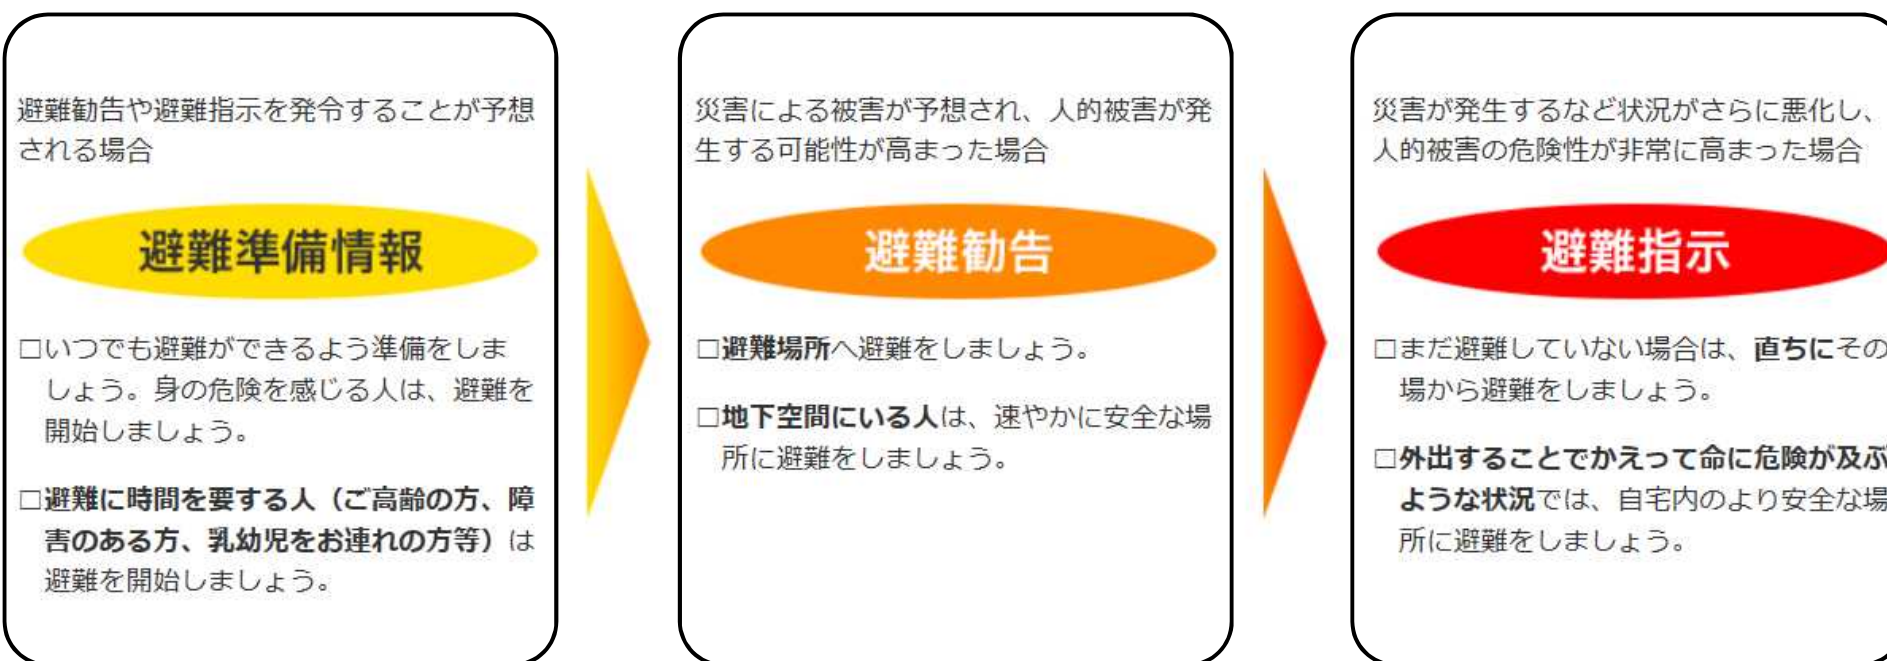 避難勧告や避難指示を発令することが予想
される場合
避難準備情報
□いつでも避難ができるよう準備をしま
しょう。身の危険を感じる人は、避難を
開始しましょう。
□避難に時間を要する人（ご高齢の方、障
害のある方、乳幼児をお連れの方等）は
避難を開始しましょう。
災害による被害が予想され、人的被害が発
生する可能性が高まった場合
避難勧告
□避難場所へ避難をしましょう。
□地下空間にいる人は、速やかに安全な場
所に避難をしましょう。
災害が発生するなど状況がさらに悪化し、
人的被害の危険性が非常に高まった場合
避難指示
□まだ避難していない場合は、直ちにその
場から避難をしましょう。
□外出することでかえって命に危険が及ぶ
ような状況では、自宅内のより安全な場
所に避難をしましょう。